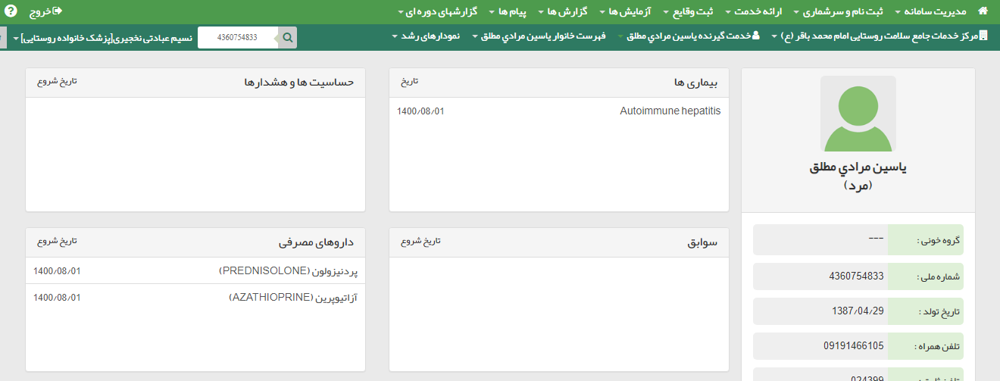 مدیریت سامانه
ثبت نام و سرشماری
ارائه خدمت
ثبت وقایع
آزمایش ها
گزارش ها
پیام ها
گزارشهای دوره ای
خروج
?
مرکز خدمات جامع سلامت روستایی امام محمد باقر (ع)
خدمت گیرنده یاسین مرادي مطلق
فهرست خانوار یاسین مرادي مطلق
نمودارهای رشد
4360754833
نسیم عبادتی نخجیری[پزشک خانواده روستایی]
یاسین مرادي مطلق
(مرد)
گروه خونی : ---
شماره ملی : 4360754833
تاریخ تولد : 1387/04/29
تلفن همراه : 09191466105
بیماری ها تاریخ
Autoimmune hepatitis 1400/08/01
حساسیت ها و هشدارها تاریخ شروع
سوابق تاریخ شروع
داروهای مصرفی تاریخ شروع
پردنیزولون (PREDNISOLONE) 1400/08/01
آزاتیوپرین (AZATHIOPRINE) 1400/08/01